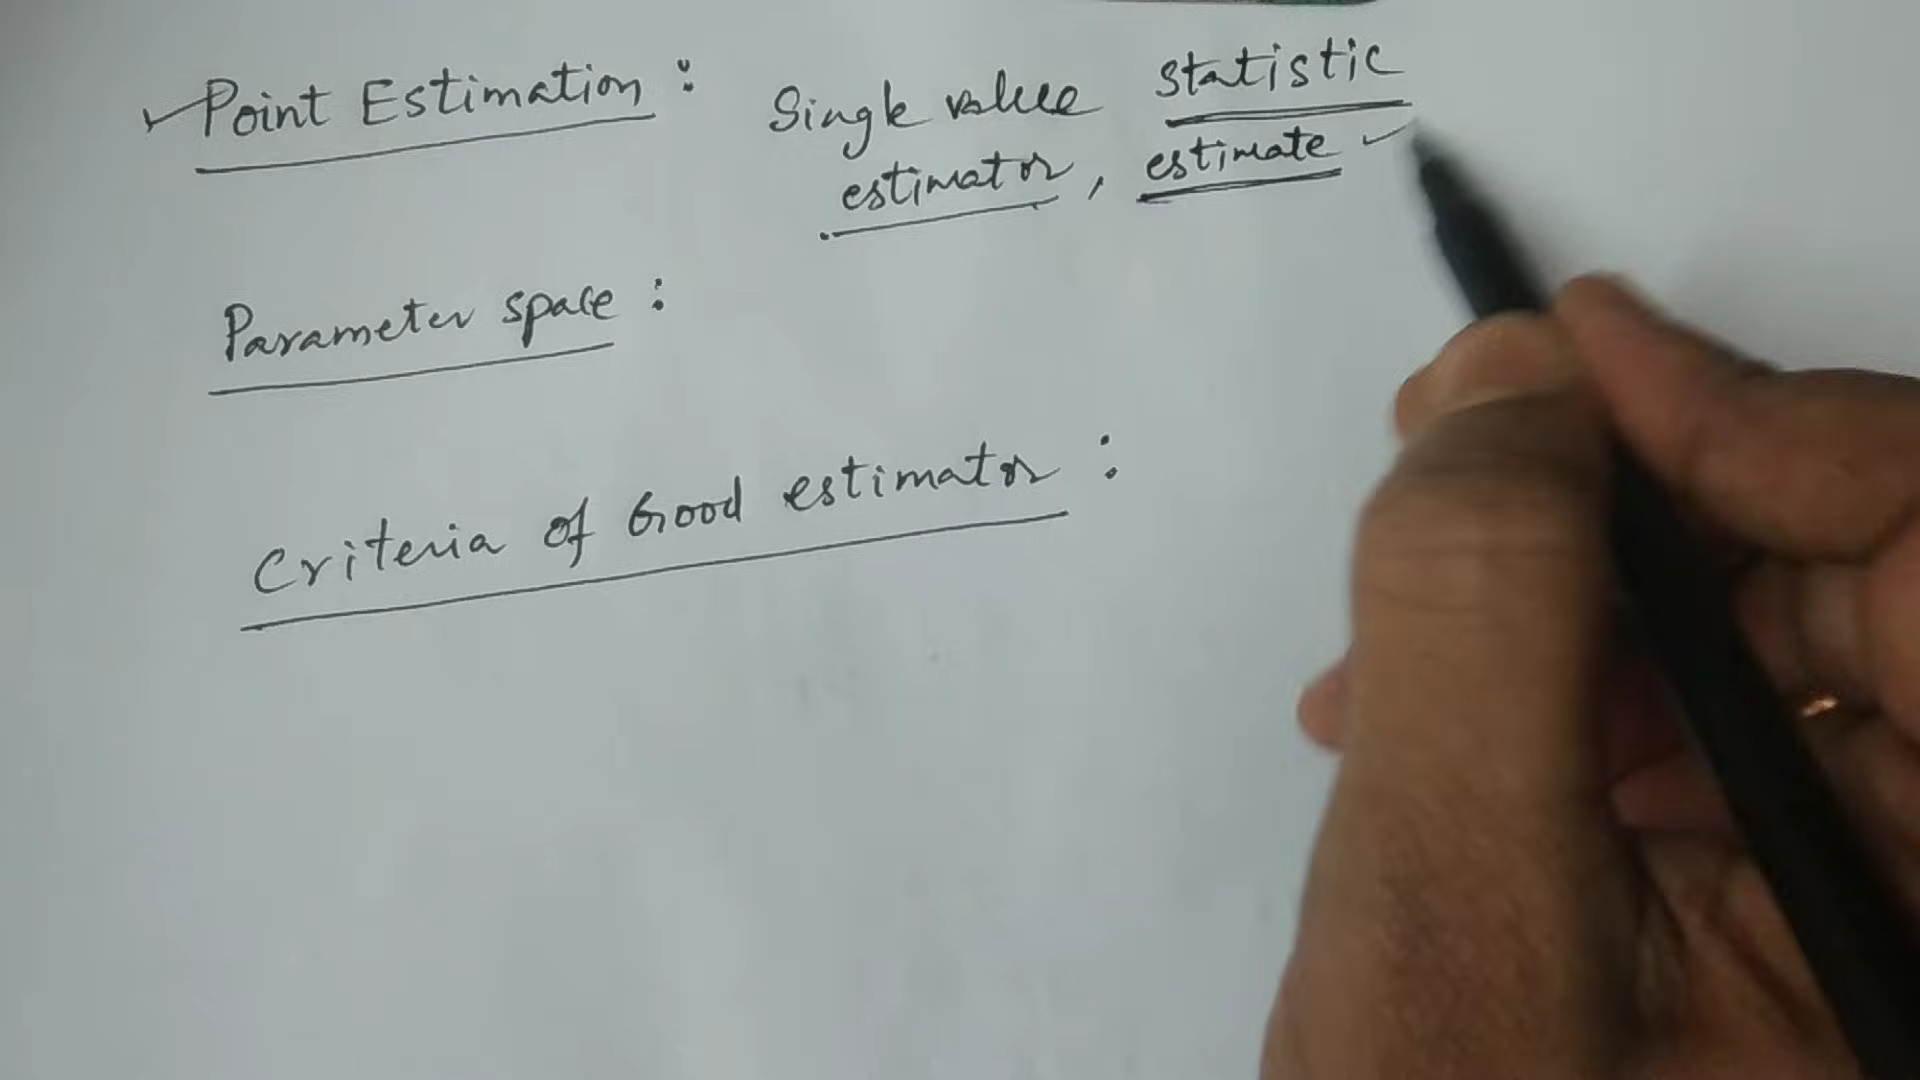 Point Estimation : Single value statistic
estimator, estimate
Parameter space :
Criteria of Good estimator :